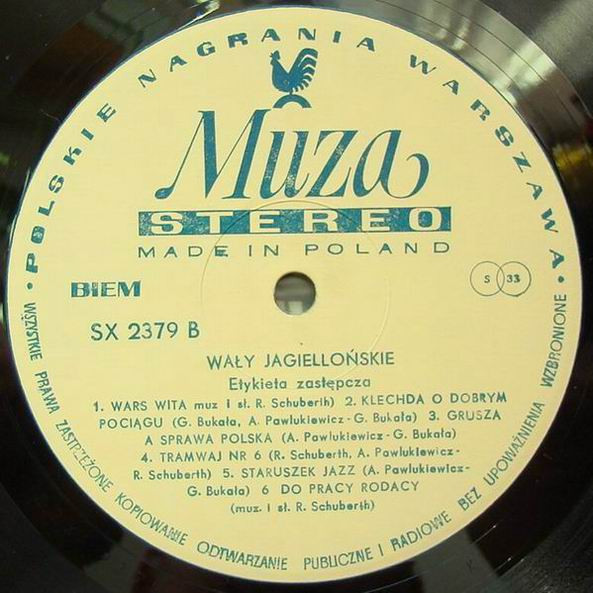 • POLSKIE NAGRANIA WARSZAWA •
Muza
STEREO
MADE IN POLAND
BIEM
S 33
SX 2379 B
WAŁY JAGIELLOŃSKIE
Etykieta zastępcza
1. WARS WITA muz i sł. R. Schuberth) 2. KLECHDA O DOBRYM
POCIĄGU (G. Bukała, A. Pawlukiewicz - G. Bukała) 3. GRUSZA
A SPRAWA POLSKA (A. Pawlukiewicz - G. Bukała)
4. TRAMWAJ NR 6 (R. Schuberth, A. Pawlukiewicz-
R. Schuberth) 5. STARUSZEK JAZZ (A. Pawlukiewicz-
G. Bukała) 6 DO PRACY RODACY
(muz. i sł. R. Schuberth)
WSZYSTKIE PRAWA ZASTRZEŻONE KOPIOWANIE ODTWARZANIE PUBLICZNE I RADIOWE BEZ UPOWAŻNIENIA WZBRONIONE